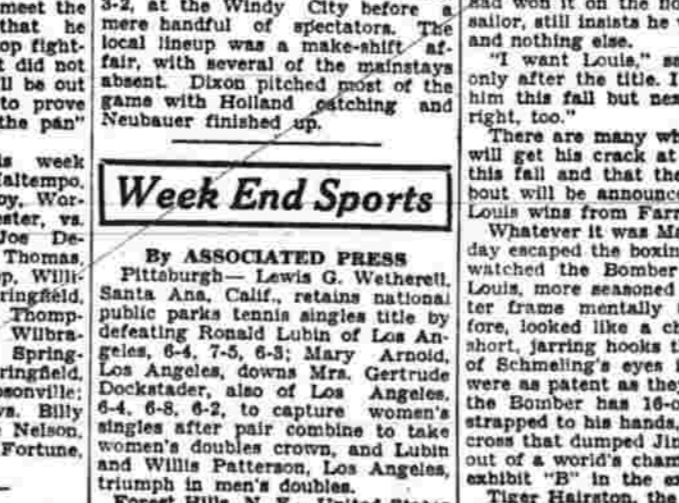 meet the
that he
op fight-
t did not
ll be out
to prove
the pan"
is week
altempo,
oy, Wor-
ester, vs.
Joe De-
Thomas,
p, Willi-
ringfield,
Thomp-
Wilbra-
Spring-
ringfield,
sonville;
vs. Billy
Nelson,
Fortune,
3-2, at the Windy City before a
mere handful of spectators. The
local lineup was a make-shift af-
fair, with several of the mainstays
absent. Dixon pitched most of the
game with Holland catching and
Neubauer finished up.
Week End Sports
By ASSOCIATED PRESS
Pittsburgh— Lewis G. Wetherell,
Santa Ana, Calif., retains national
public parks tennis singles title by
defeating Ronald Lubin of Los An-
geles, 6-4, 7-5, 6-3; Mary Arnold,
Los Angeles, downs Mrs. Gertrude
Dockstader, also of Los Angeles,
6-4, 6-8, 6-2, to capture women's
singles after pair combine to take
women's doubles crown, and Lubin
and Willis Patterson, Los Angeles,
triumph in men's doubles.
Forest Hills, N. Y.—United States
had won it on the
sailor, still insists he
and nothing else.
"I want Louis," sa
only after the title. I
him this fall but nes
right, too."
There are many wh
will get his crack at
this fall and that the
bout will be announce
Louis wins from Farr
Whatever it was Ma
day escaped the boxin
watched the Bomber
Louis, more seasoned
ter frame mentally
fore, looked like a ch
short, jarring hooks t
of Schmeling's eyes
were as patent as they
the Bomber has 16-o
strapped to his hands,
cross that dumped Jim
out of a world's cham
exhibit "B" in the ex
Tiger Hairston, the